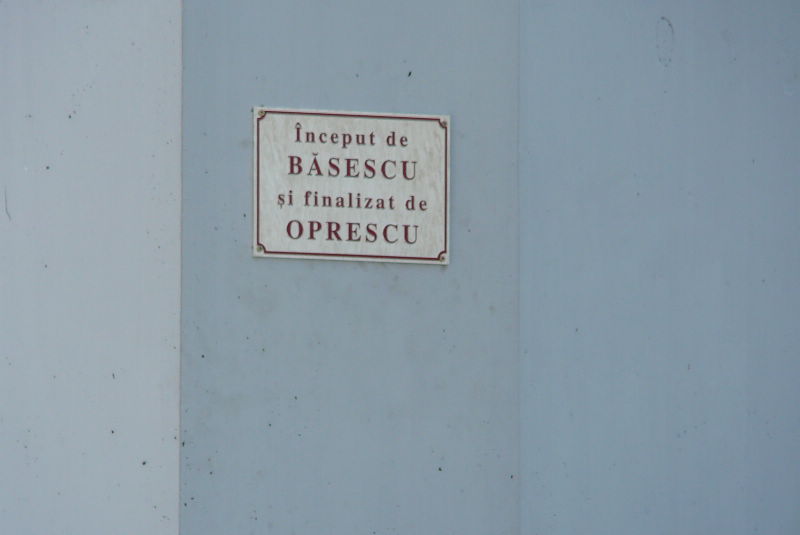 Început de
BĂSESCU
și finalizat de
OPRESCU